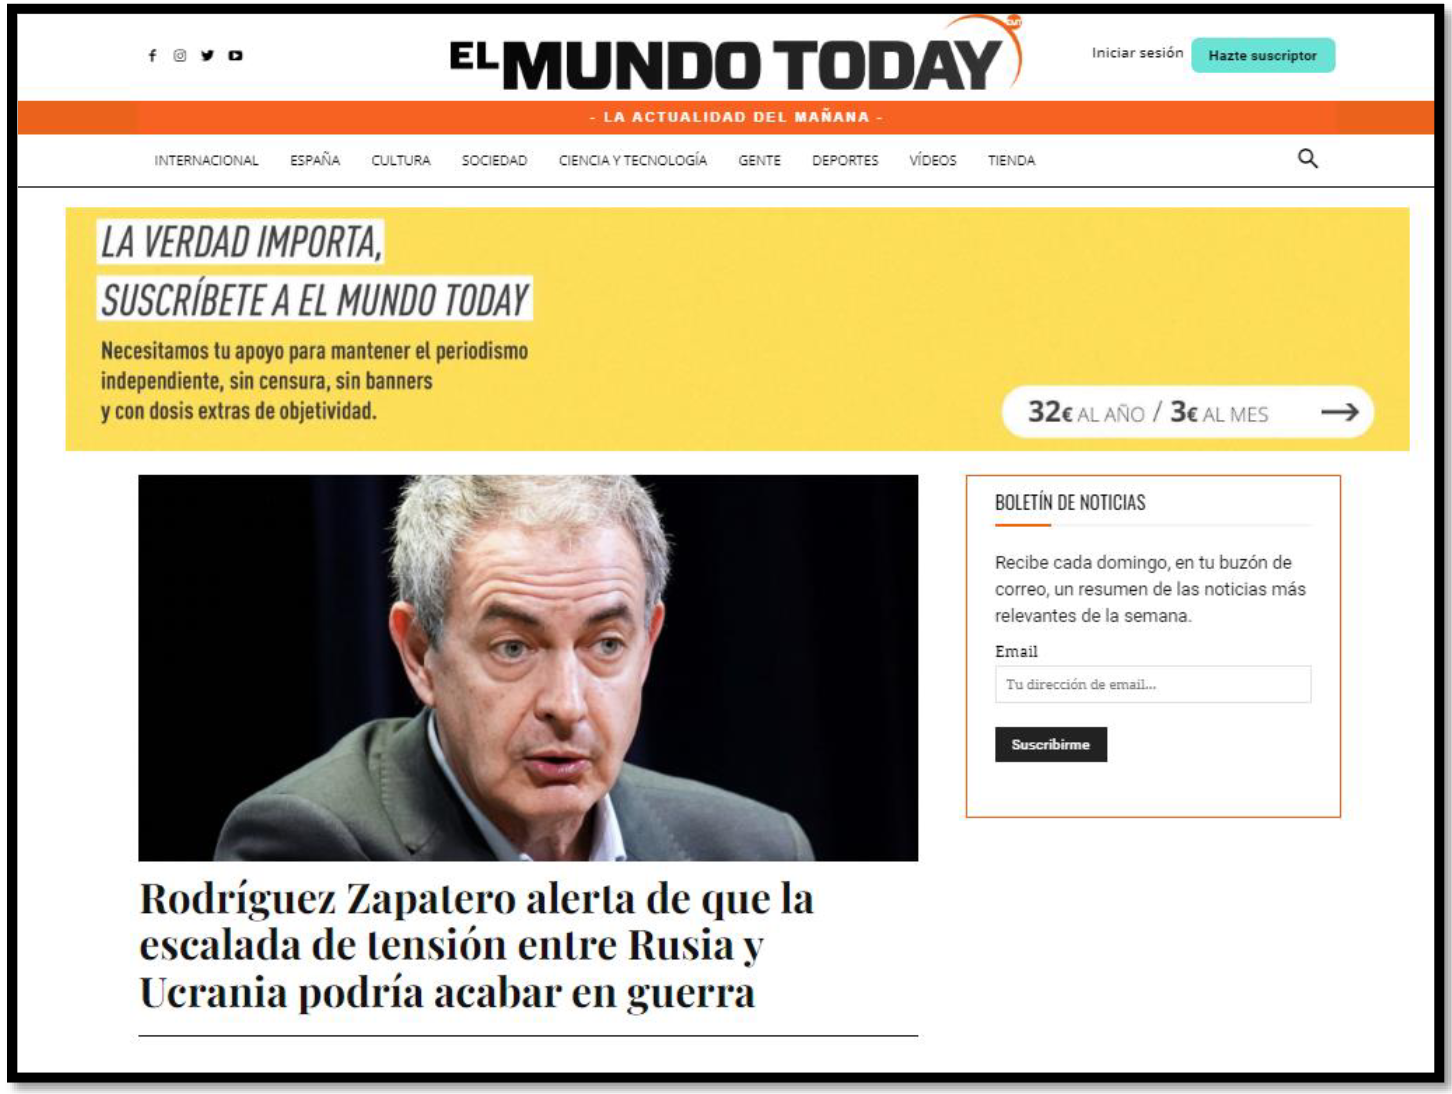 EL MUNDO TODAY
EMT
Iniciar sesión
Hazte suscriptor
- LA ACTUALIDAD DEL MAÑANA -
INTERNACIONAL ESPAÑA CULTURA SOCIEDAD CIENCIA Y TECNOLOGÍA GENTE DEPORTES VÍDEOS TIENDA
LA VERDAD IMPORTA,
SUSCRÍBETE A EL MUNDO TODAY
Necesitamos tu apoyo para mantener el periodismo
independiente, sin censura, sin banners
y con dosis extras de objetividad.
32€ AL AÑO / 3€ AL MES
Rodríguez Zapatero alerta de que la
escalada de tensión entre Rusia y
Ucrania podría acabar en guerra
BOLETÍN DE NOTICIAS
Recibe cada domingo, en tu buzón de
correo, un resumen de las noticias más
relevantes de la semana.
Email
Tu dirección de email...
Suscribirme